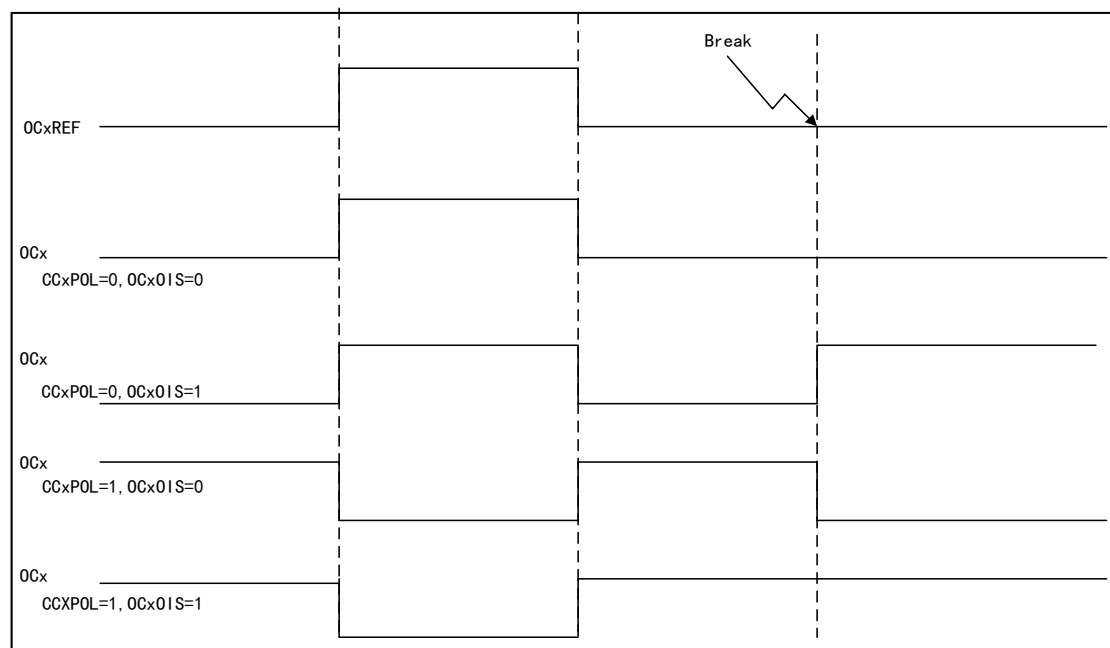 Break
OCxREF
OCx
CCxPOL=0,OCxOIS=0
OCx
CCxPOL=0,OCxOIS=1
OCx
CCxPOL=1,OCxOIS=0
OCx
CCXPOL=1,OCxOIS=1